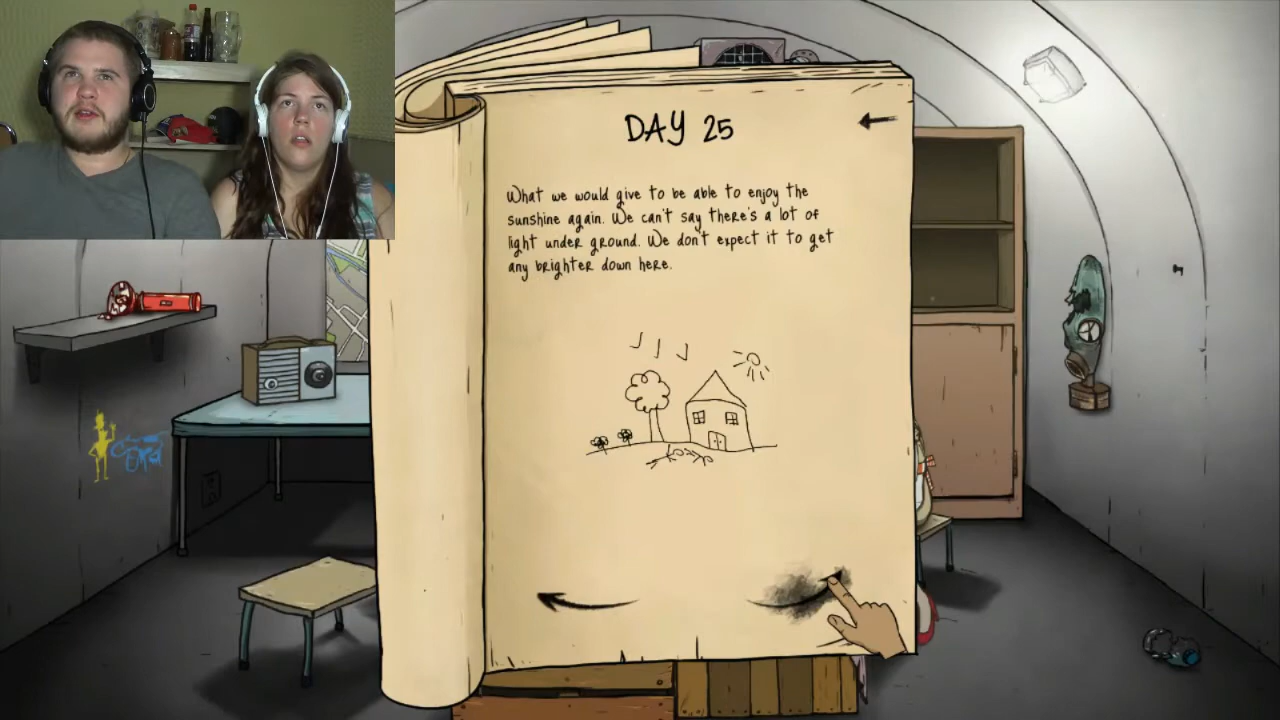 DAY 25
What we would give to be able to enjoy the
sunshine again. We can't say there's a lot of
light under ground. We don't expect it to get
any brighter down here.